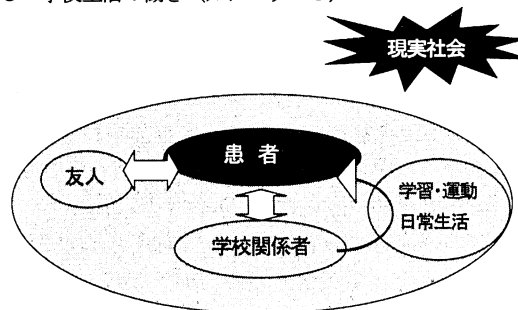 現実社会
患者
友人
学習・運動
日常生活
学校関係者